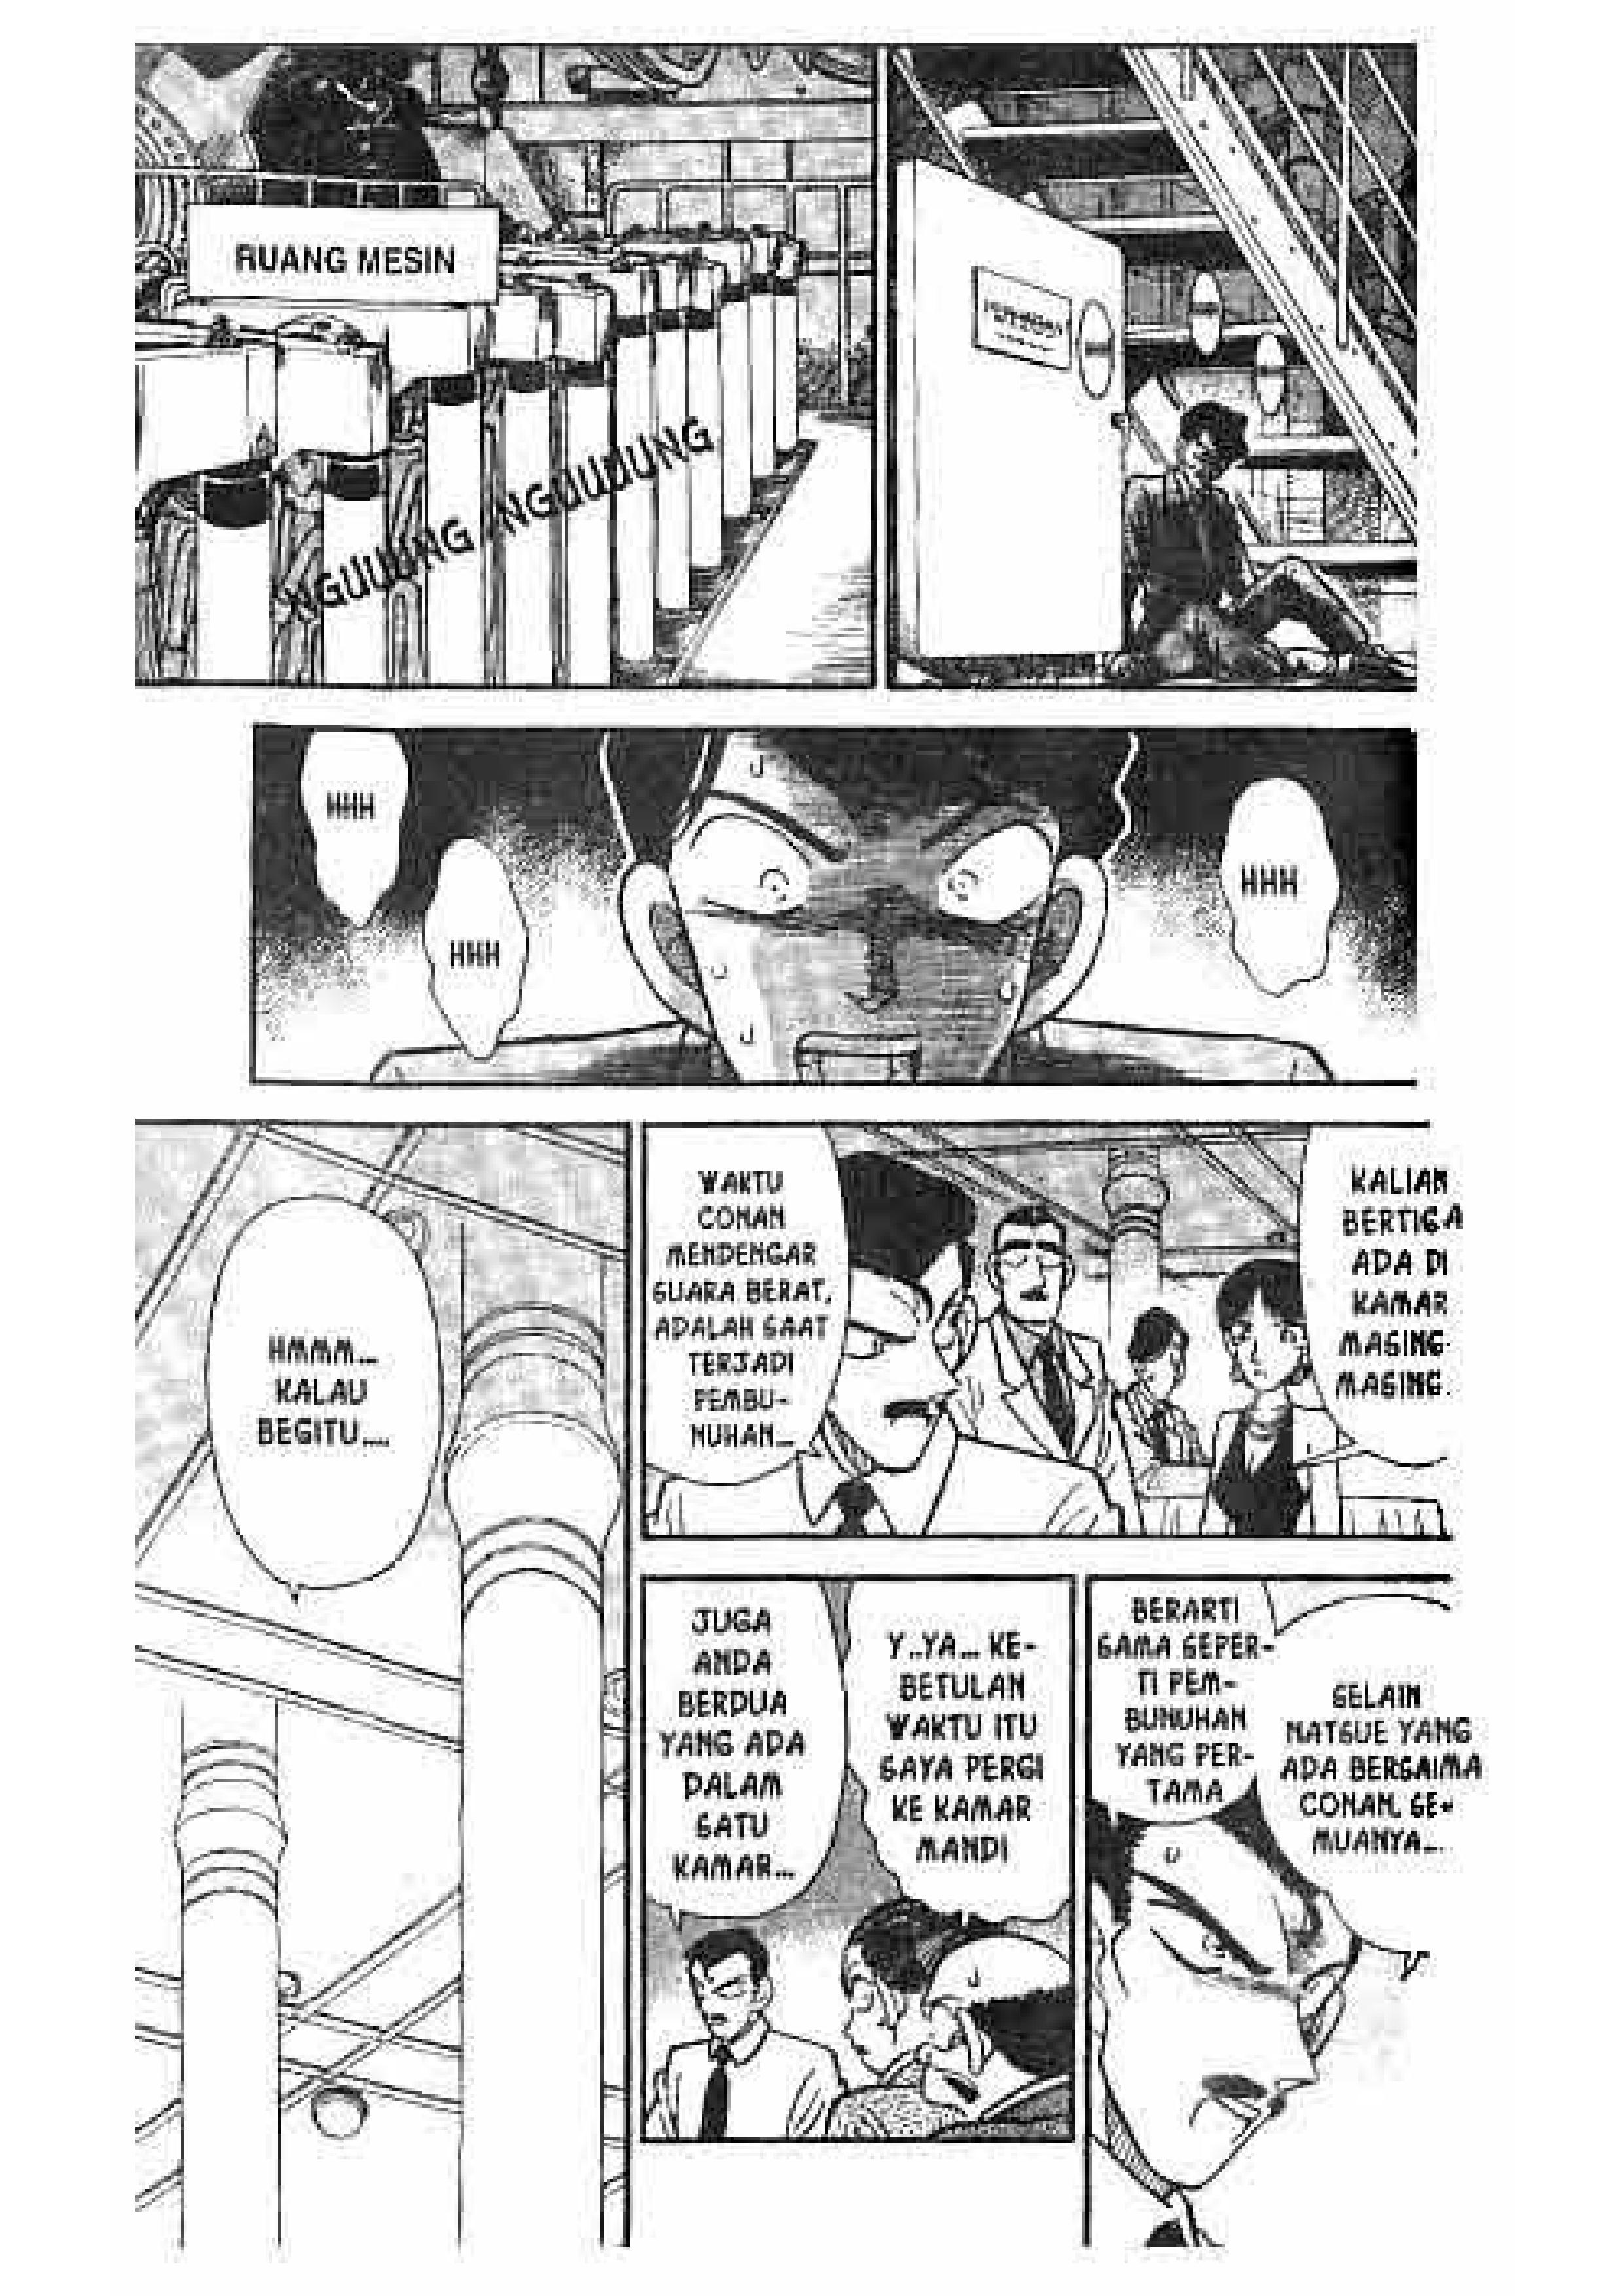 RUANG MESIN
NGUUUNG NGUUUUNG
HHH
HHH
HHH
KALIAN
BERTIGA
ADA DI
KAMAR
MASING-
MASING.
WAKTU
CONAN
MENDENGAR
SUARA BERAT,
ADALAH SAAT
TERJADI
PEMBU-
NUHAN...
SELAIN
NATSUE YANG
ADA BERSAIMA
CONAN, SE-
MUANYA...
BERARTI
SAMA SEPER-
TI PEM-
BUNUHAN
YANG PER-
TAMA
Y..YA... KE-
BETULAN
WAKTU ITU
SAYA PERGI
KE KAMAR
MANDI
JUGA
ANDA
BERDUA
YANG ADA
DALAM
SATU
KAMAR...
HMMM...
KALAU
BEGITU....